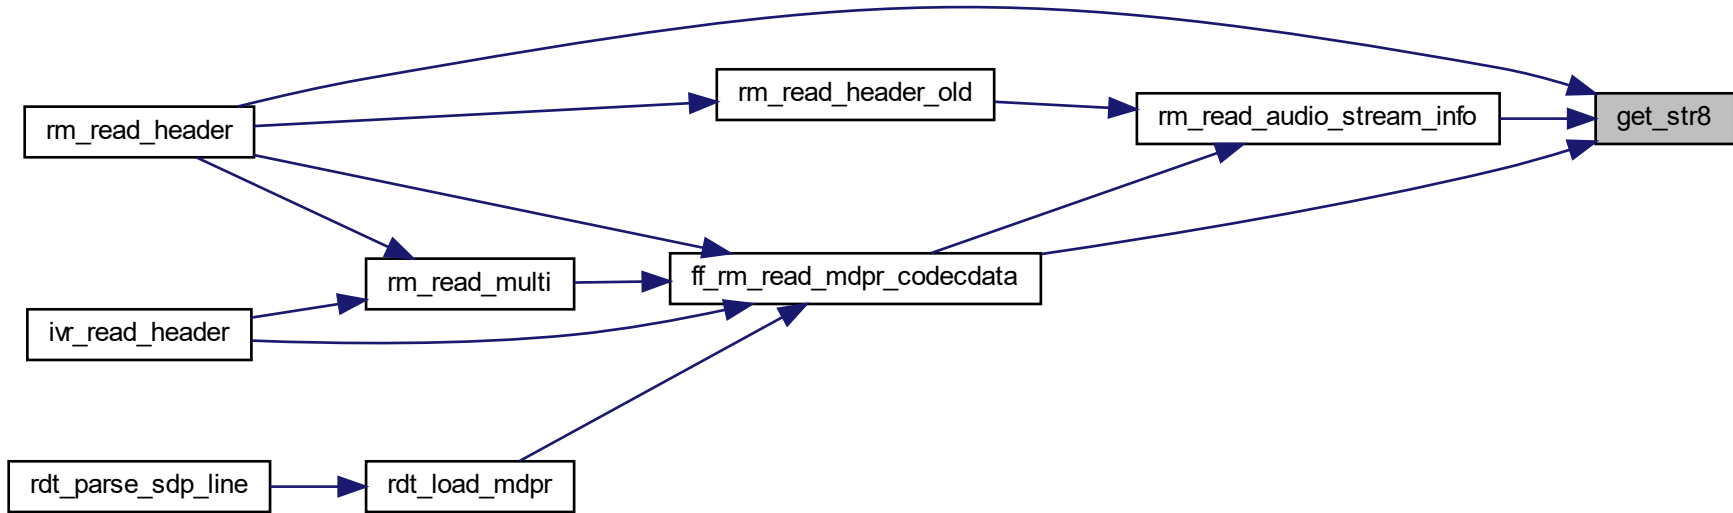 rm_read_header
rm_read_header_old
rm_read_audio_stream_info
get_str8
rm_read_multi
ff_rm_read_mdpr_codecdata
ivr_read_header
rdt_parse_sdp_line
rdt_load_mdpr